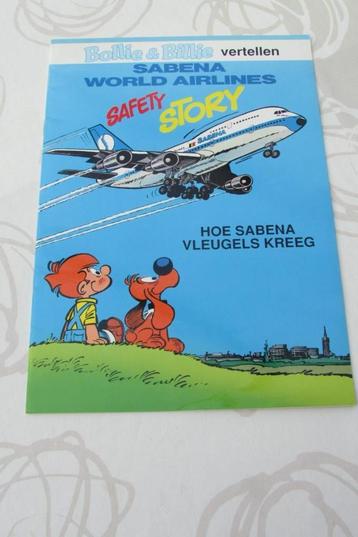 Bollie & Billie vertellen
SABENA
WORLD AIRLINES
SAFETY
STORY
SABENA
HOE SABENA
VLEUGELS KREEG